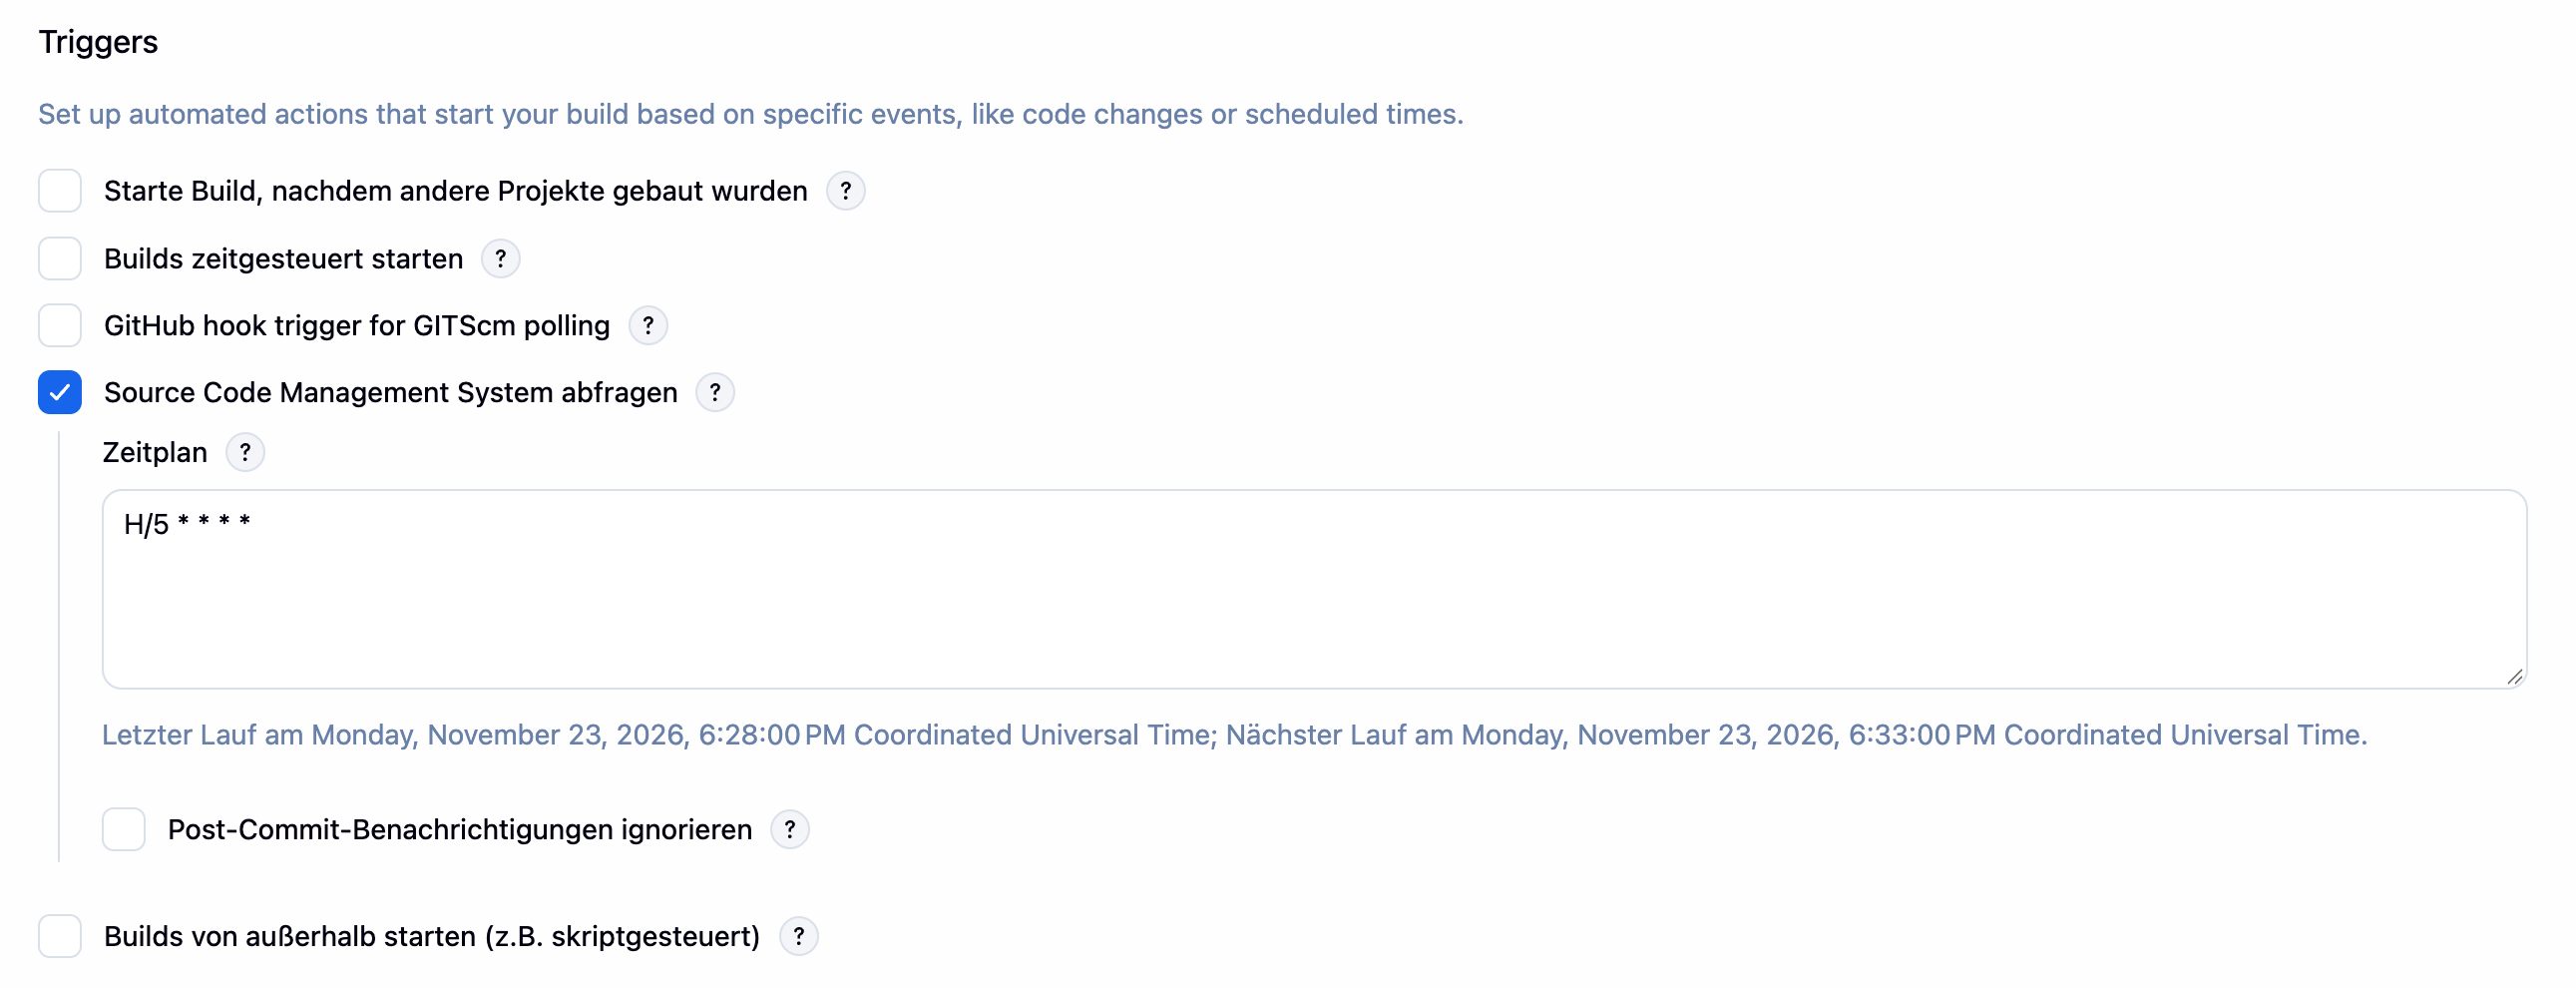 Triggers
Set up automated actions that start your build based on specific events, like code changes or scheduled times.
Starte Build, nachdem andere Projekte gebaut wurden ?
Builds zeitgesteuert starten ?
GitHub hook trigger for GITScm polling ?
Source Code Management System abfragen ?
Zeitplan ?
H/5 * * * *
Letzter Lauf am Monday, November 23, 2026, 6:28:00 PM Coordinated Universal Time; Nächster Lauf am Monday, November 23, 2026, 6:33:00 PM Coordinated Universal Time.
Post-Commit-Benachrichtigungen ignorieren ?
Builds von außerhalb starten (z.B. skriptgesteuert) ?